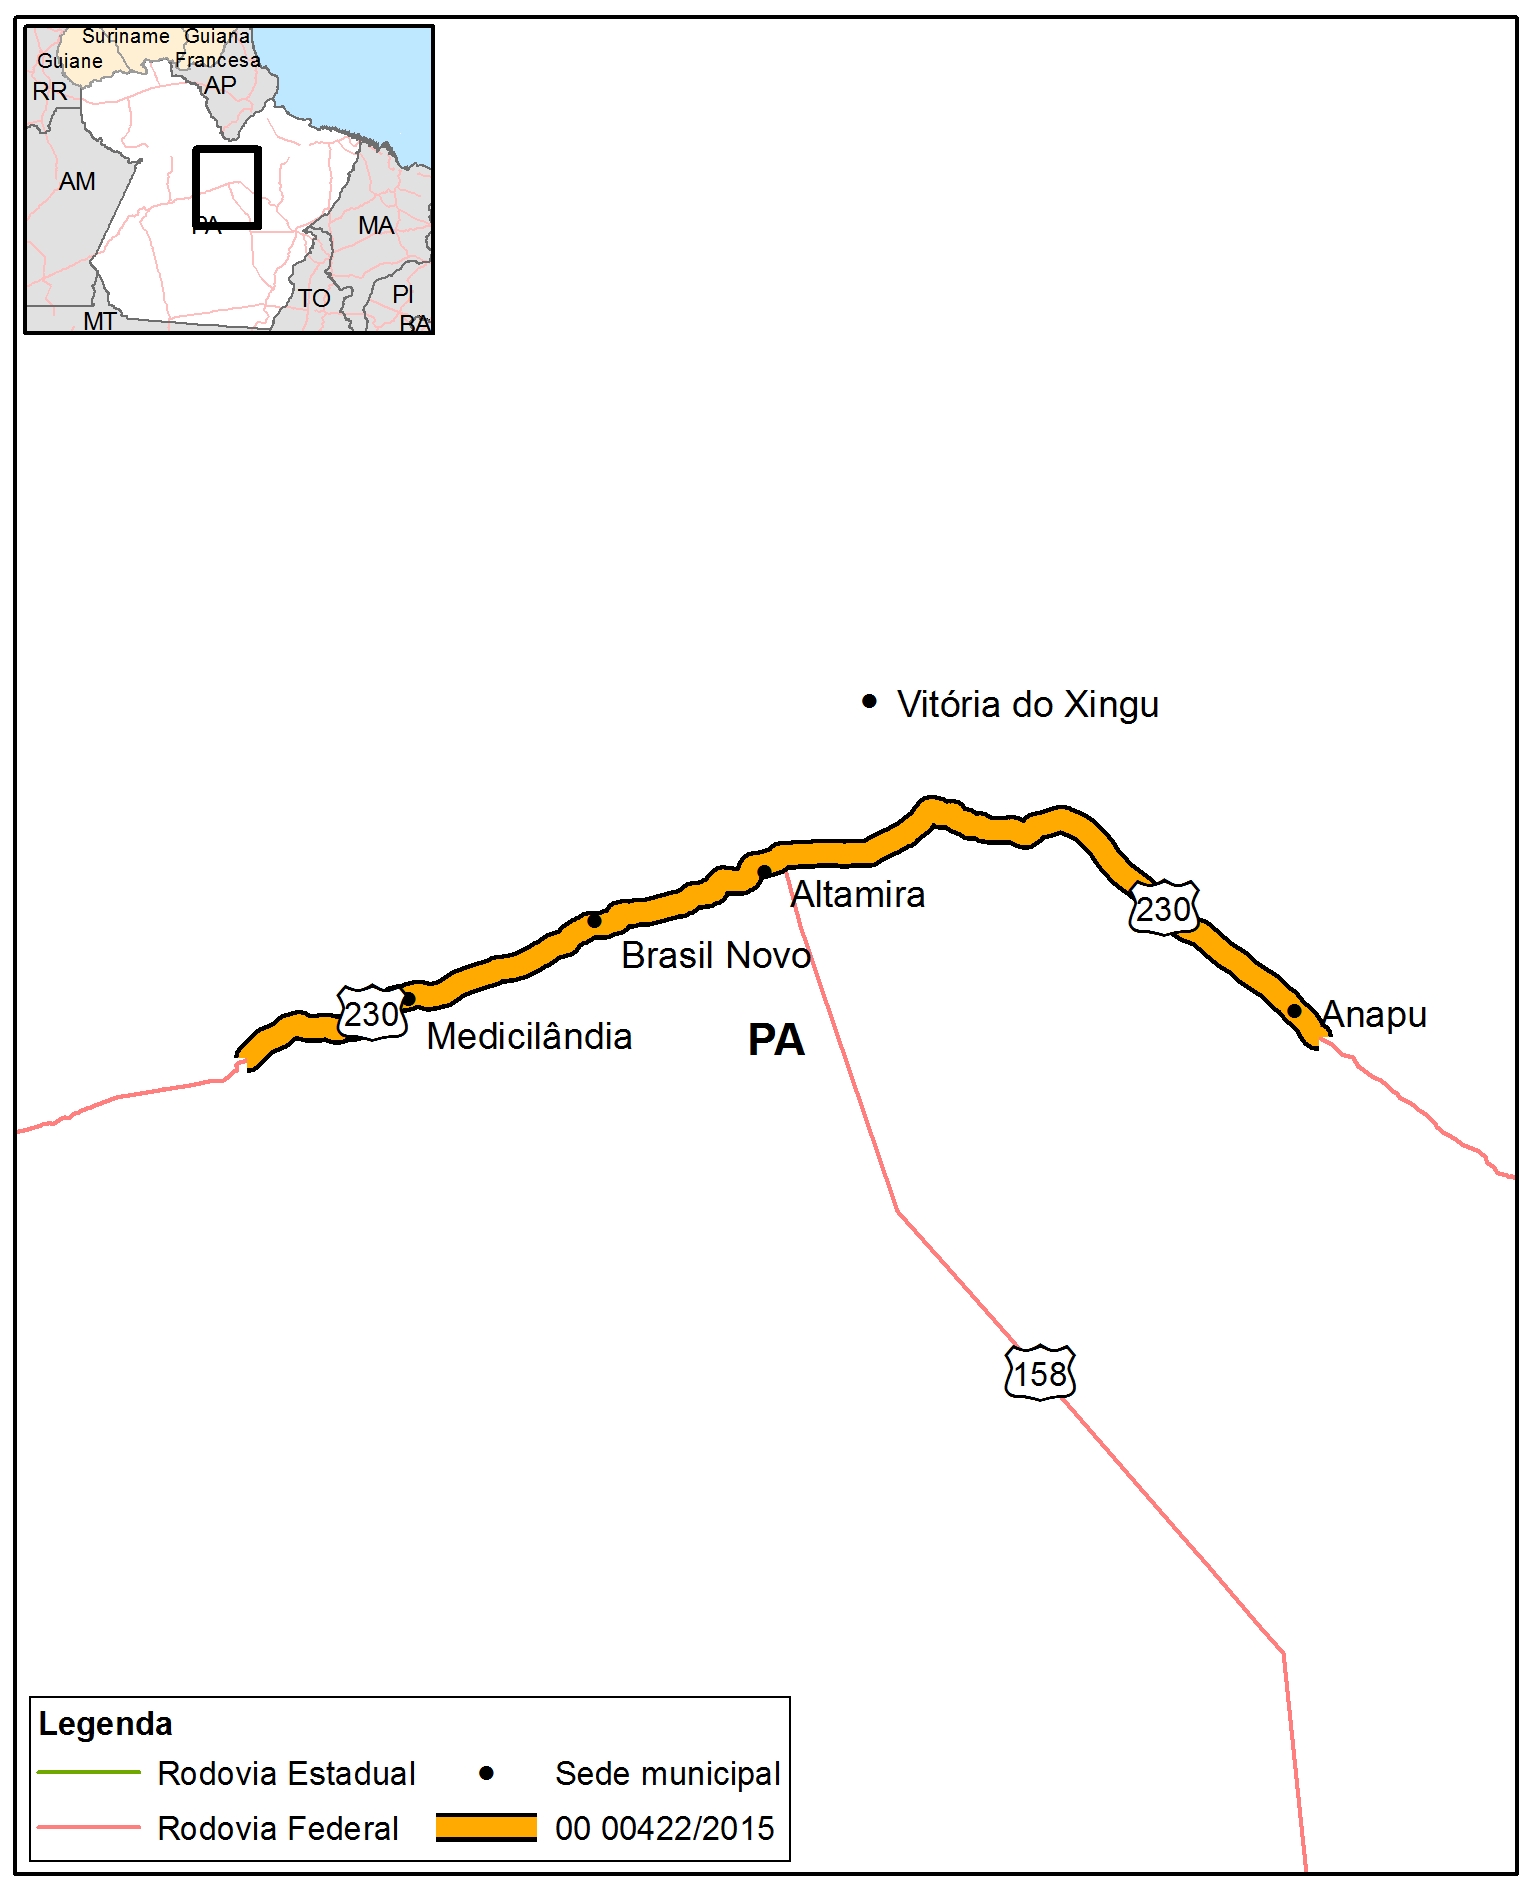 Suriname
Guiana
Guiane
Francesa
RR
AP
AM
PA
MA
TO
PI
MT
BA
Vitória do Xingu
Altamira
230
Brasil Novo
230
Medicilândia
PA
Anapu
158
Legenda
Rodovia Estadual
Sede municipal
Rodovia Federal
00 00422/2015